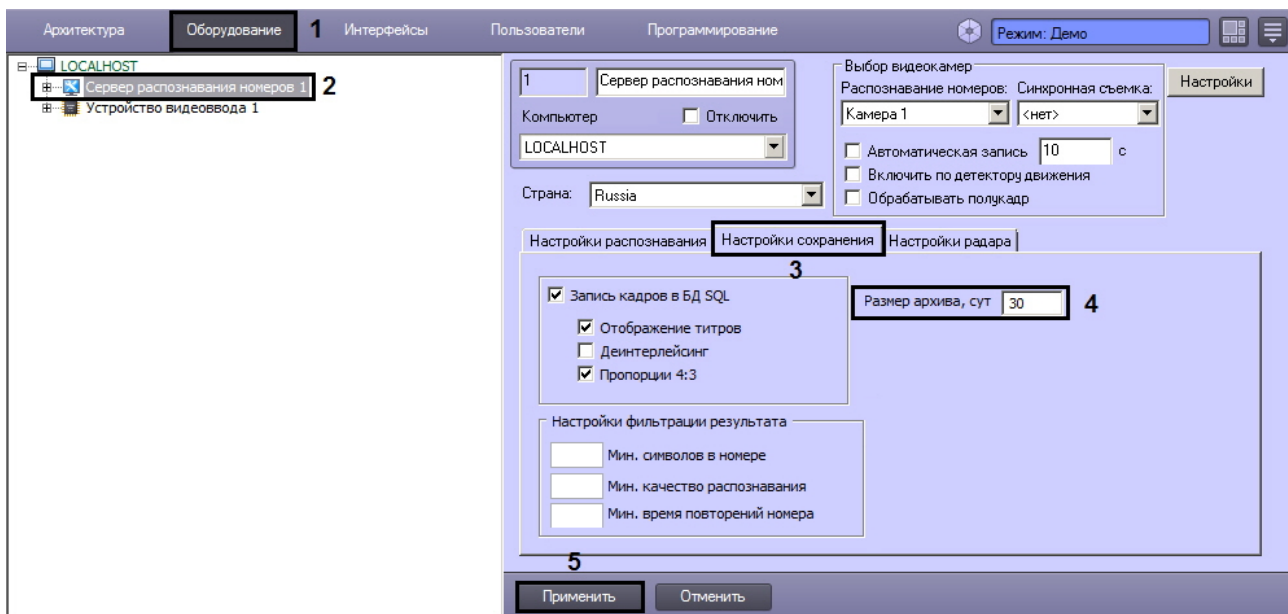 Архитектура Оборудование 1 Интерфейсы Пользователи Программирование Режим: Демо
LOCALHOST
Сервер распознавания номеров 1 2
Устройство видеоввода 1
1 Сервер распознавания ном
Компьютер Отключить
LOCALHOST
Страна: Russia
Выбор видеокамер
Распознавание номеров: Синхронная съемка:
Камера 1 <нет>
Автоматическая запись 10 с
Включить по детектору движения
Обрабатывать полукадр
Настройки
Настройки распознавания Настройки сохранения Настройки радара
3
Запись кадров в БД SQL
Отображение титров
Деинтерлейсинг
Пропорции 4:3
Размер архива, сут 30 4
Настройки фильтрации результата
Мин. символов в номере
Мин. качество распознавания
Мин. время повторений номера
5
Применить Отменить